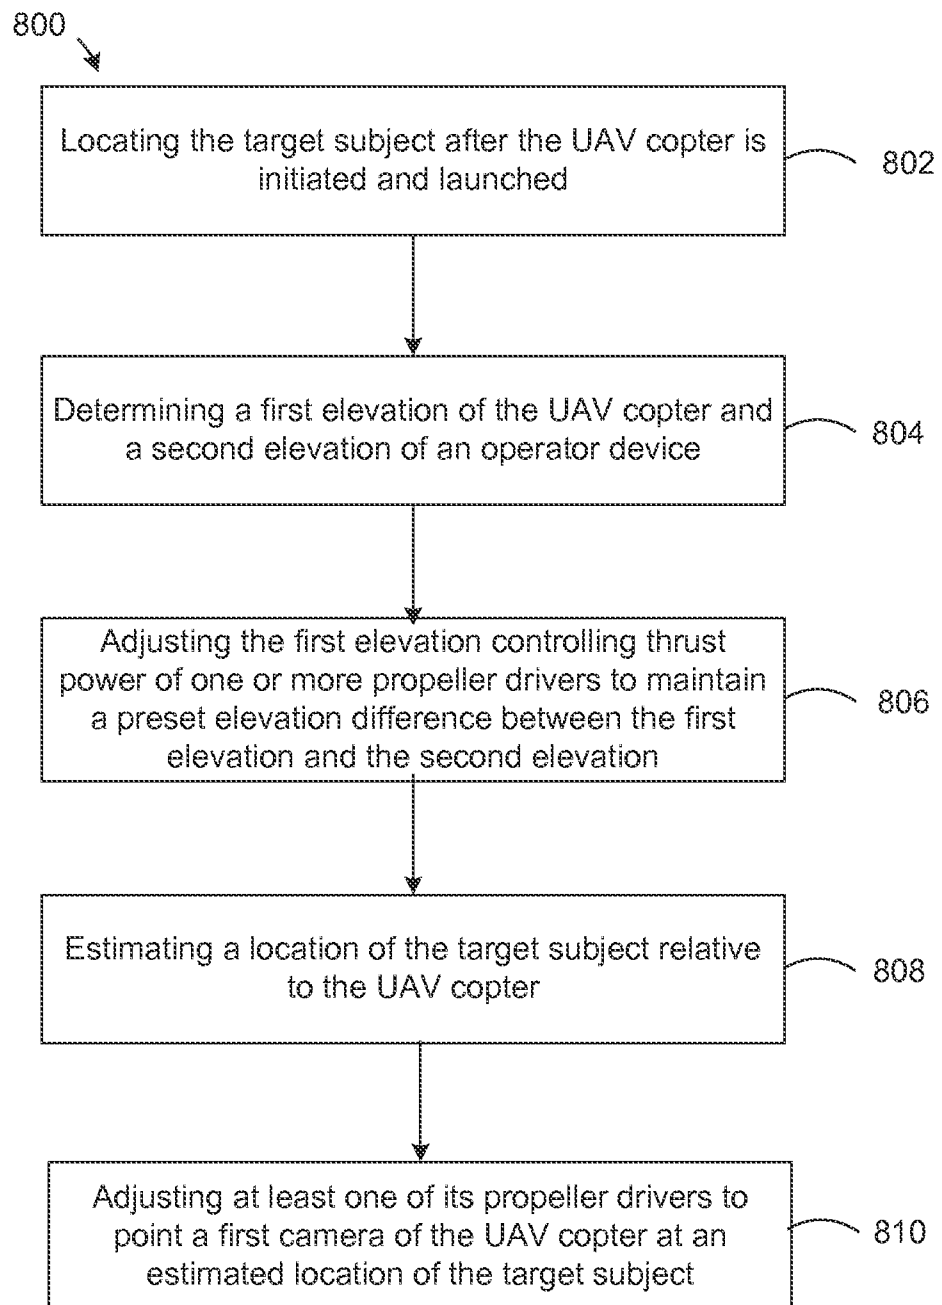 800
Locating the target subject after the UAV copter is
initiated and launched
802
Determining a first elevation of the UAV copter and
a second elevation of an operator device
804
Adjusting the first elevation controlling thrust
power of one or more propeller drivers to maintain
a preset elevation difference between the first
elevation and the second elevation
806
Estimating a location of the target subject relative
to the UAV copter
808
Adjusting at least one of its propeller drivers to
point a first camera of the UAV copter at an
estimated location of the target subject
810